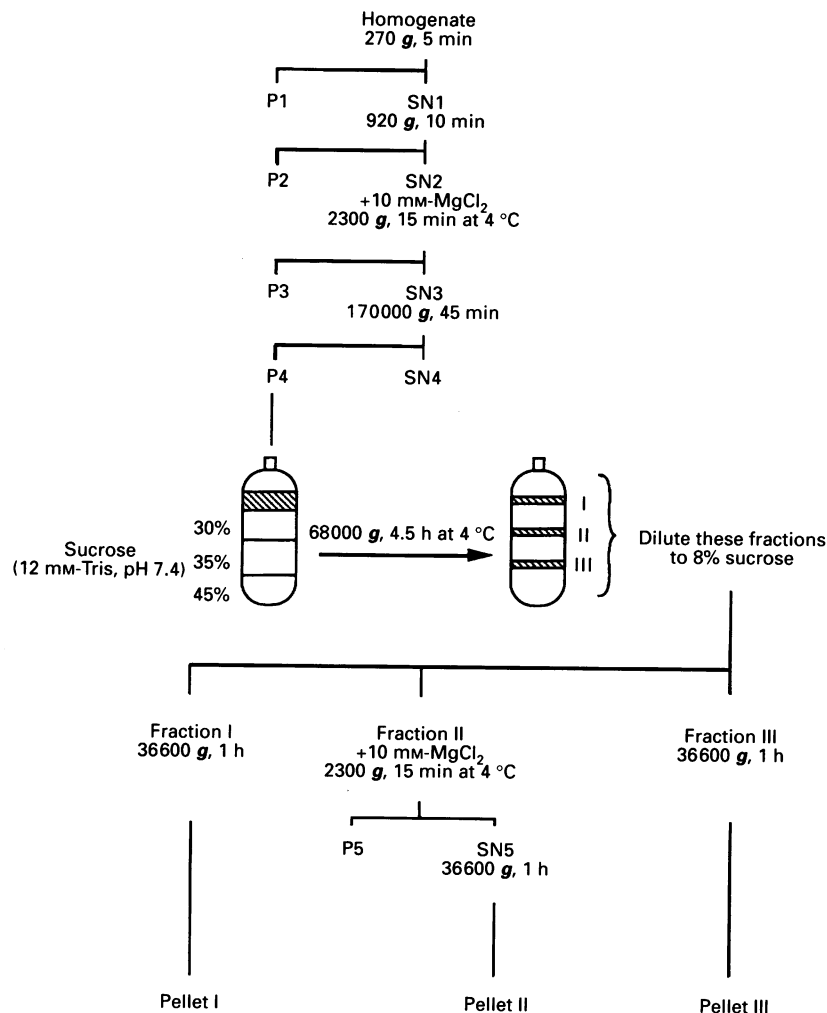 Homogenate
270 g, 5 min
P1
SN1
920 g, 10 min
P2
SN2
+10 mM-MgCl₂
2300 g, 15 min at 4 °C
P3
SN3
170000 g, 45 min
P4
SN4
30%
35%
45%
Sucrose
(12 mM-Tris, pH 7.4)
68000 g, 4.5 h at 4 °C
I
II
III
Dilute these fractions
to 8% sucrose
Fraction I
36600 g, 1 h
Fraction II
+10 mM-MgCl₂
2300 g, 15 min at 4 °C
Fraction III
36600 g, 1 h
P5
SN5
36600 g, 1 h
Pellet I
Pellet II
Pellet III